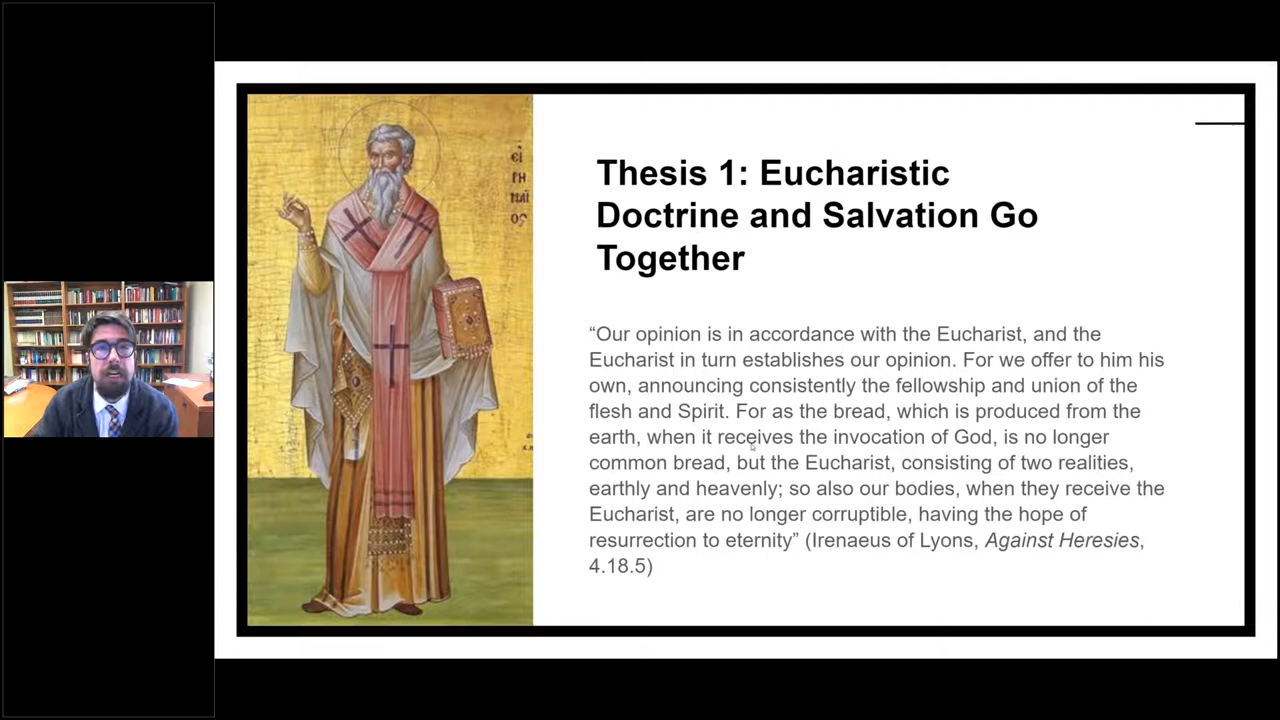 εἰ
ρη
ναῖ
ος
Thesis 1: Eucharistic
Doctrine and Salvation Go
Together
“Our opinion is in accordance with the Eucharist, and the
Eucharist in turn establishes our opinion. For we offer to him his
own, announcing consistently the fellowship and union of the
flesh and Spirit. For as the bread, which is produced from the
earth, when it receives the invocation of God, is no longer
common bread, but the Eucharist, consisting of two realities,
earthly and heavenly; so also our bodies, when they receive the
Eucharist, are no longer corruptible, having the hope of
resurrection to eternity” (Irenaeus of Lyons, Against Heresies,
4.18.5)